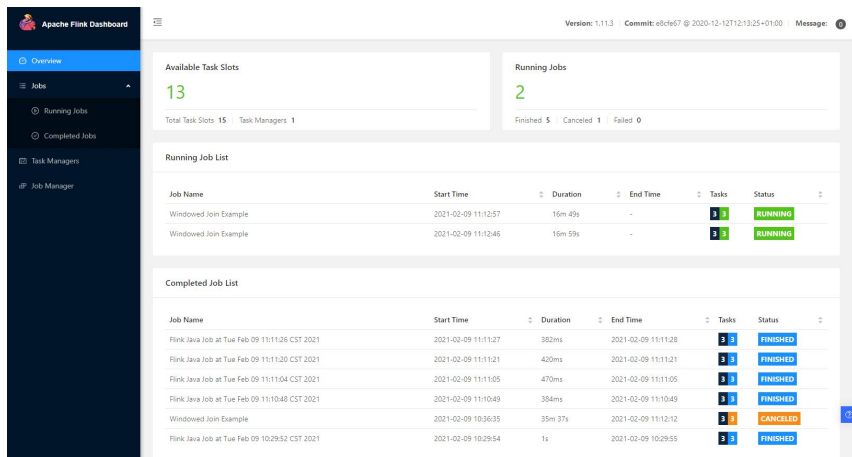 Apache Flink Dashboard
Version: 1.11.3 Commit: e8cfe67 @ 2020-12-12T12:13:25+01:00 Message: 0
Overview
Jobs
Running Jobs
Completed Jobs
Task Managers
Job Manager
Available Task Slots
13
Total Task Slots 15 Task Managers 1
Running Jobs
2
Finished 5 Canceled 1 Failed 0
Running Job List
Job Name Start Time Duration End Time Tasks Status
Windowed Join Example 2021-02-09 11:12:57 16m 49s - 3 3 RUNNING
Windowed Join Example 2021-02-09 11:12:46 16m 59s - 3 3 RUNNING
Completed Job List
Job Name Start Time Duration End Time Tasks Status
Flink Java Job at Tue Feb 09 11:11:26 CST 2021 2021-02-09 11:11:27 382ms 2021-02-09 11:11:28 3 3 FINISHED
Flink Java Job at Tue Feb 09 11:11:20 CST 2021 2021-02-09 11:11:21 420ms 2021-02-09 11:11:21 3 3 FINISHED
Flink Java Job at Tue Feb 09 11:11:04 CST 2021 2021-02-09 11:11:05 470ms 2021-02-09 11:11:05 3 3 FINISHED
Flink Java Job at Tue Feb 09 11:10:48 CST 2021 2021-02-09 11:10:49 384ms 2021-02-09 11:10:49 3 3 FINISHED
Windowed Join Example 2021-02-09 10:36:35 35m 37s 2021-02-09 11:12:12 3 3 CANCELED
Flink Java Job at Tue Feb 09 10:29:52 CST 2021 2021-02-09 10:29:54 1s 2021-02-09 10:29:55 3 3 FINISHED